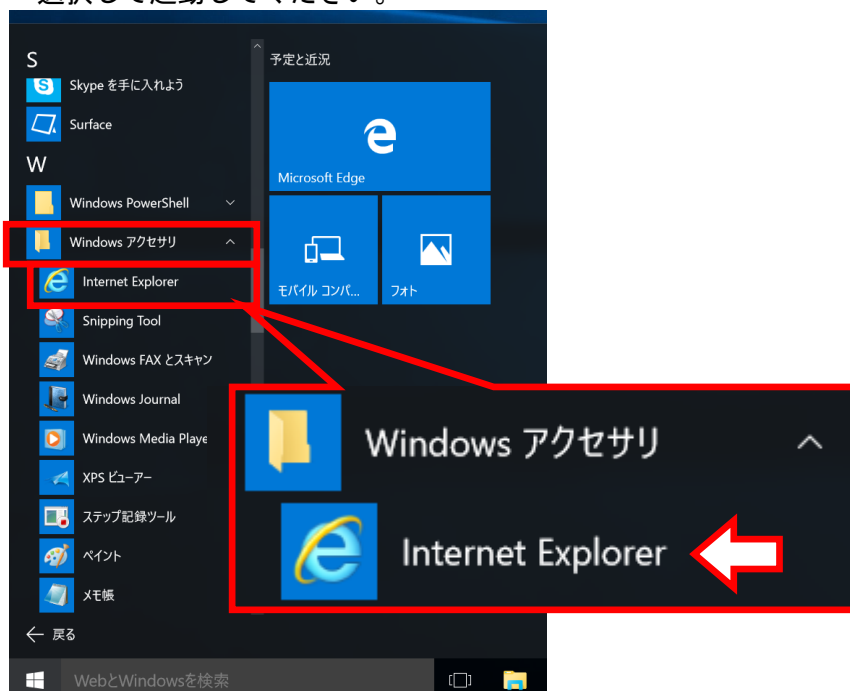 選択して起動してください。
S
Skype を手に入れよう
Surface
W
Windows PowerShell
Windows アクセサリ
Internet Explorer
Snipping Tool
Windows FAX とスキャン
Windows Journal
Windows Media Playe
XPS ビューアー
ステップ記録ツール
ペイント
メモ帳
戻る
WebとWindowsを検索
予定と近況
Microsoft Edge
モバイル コンパ...
フォト
Windows アクセサリ
Internet Explorer